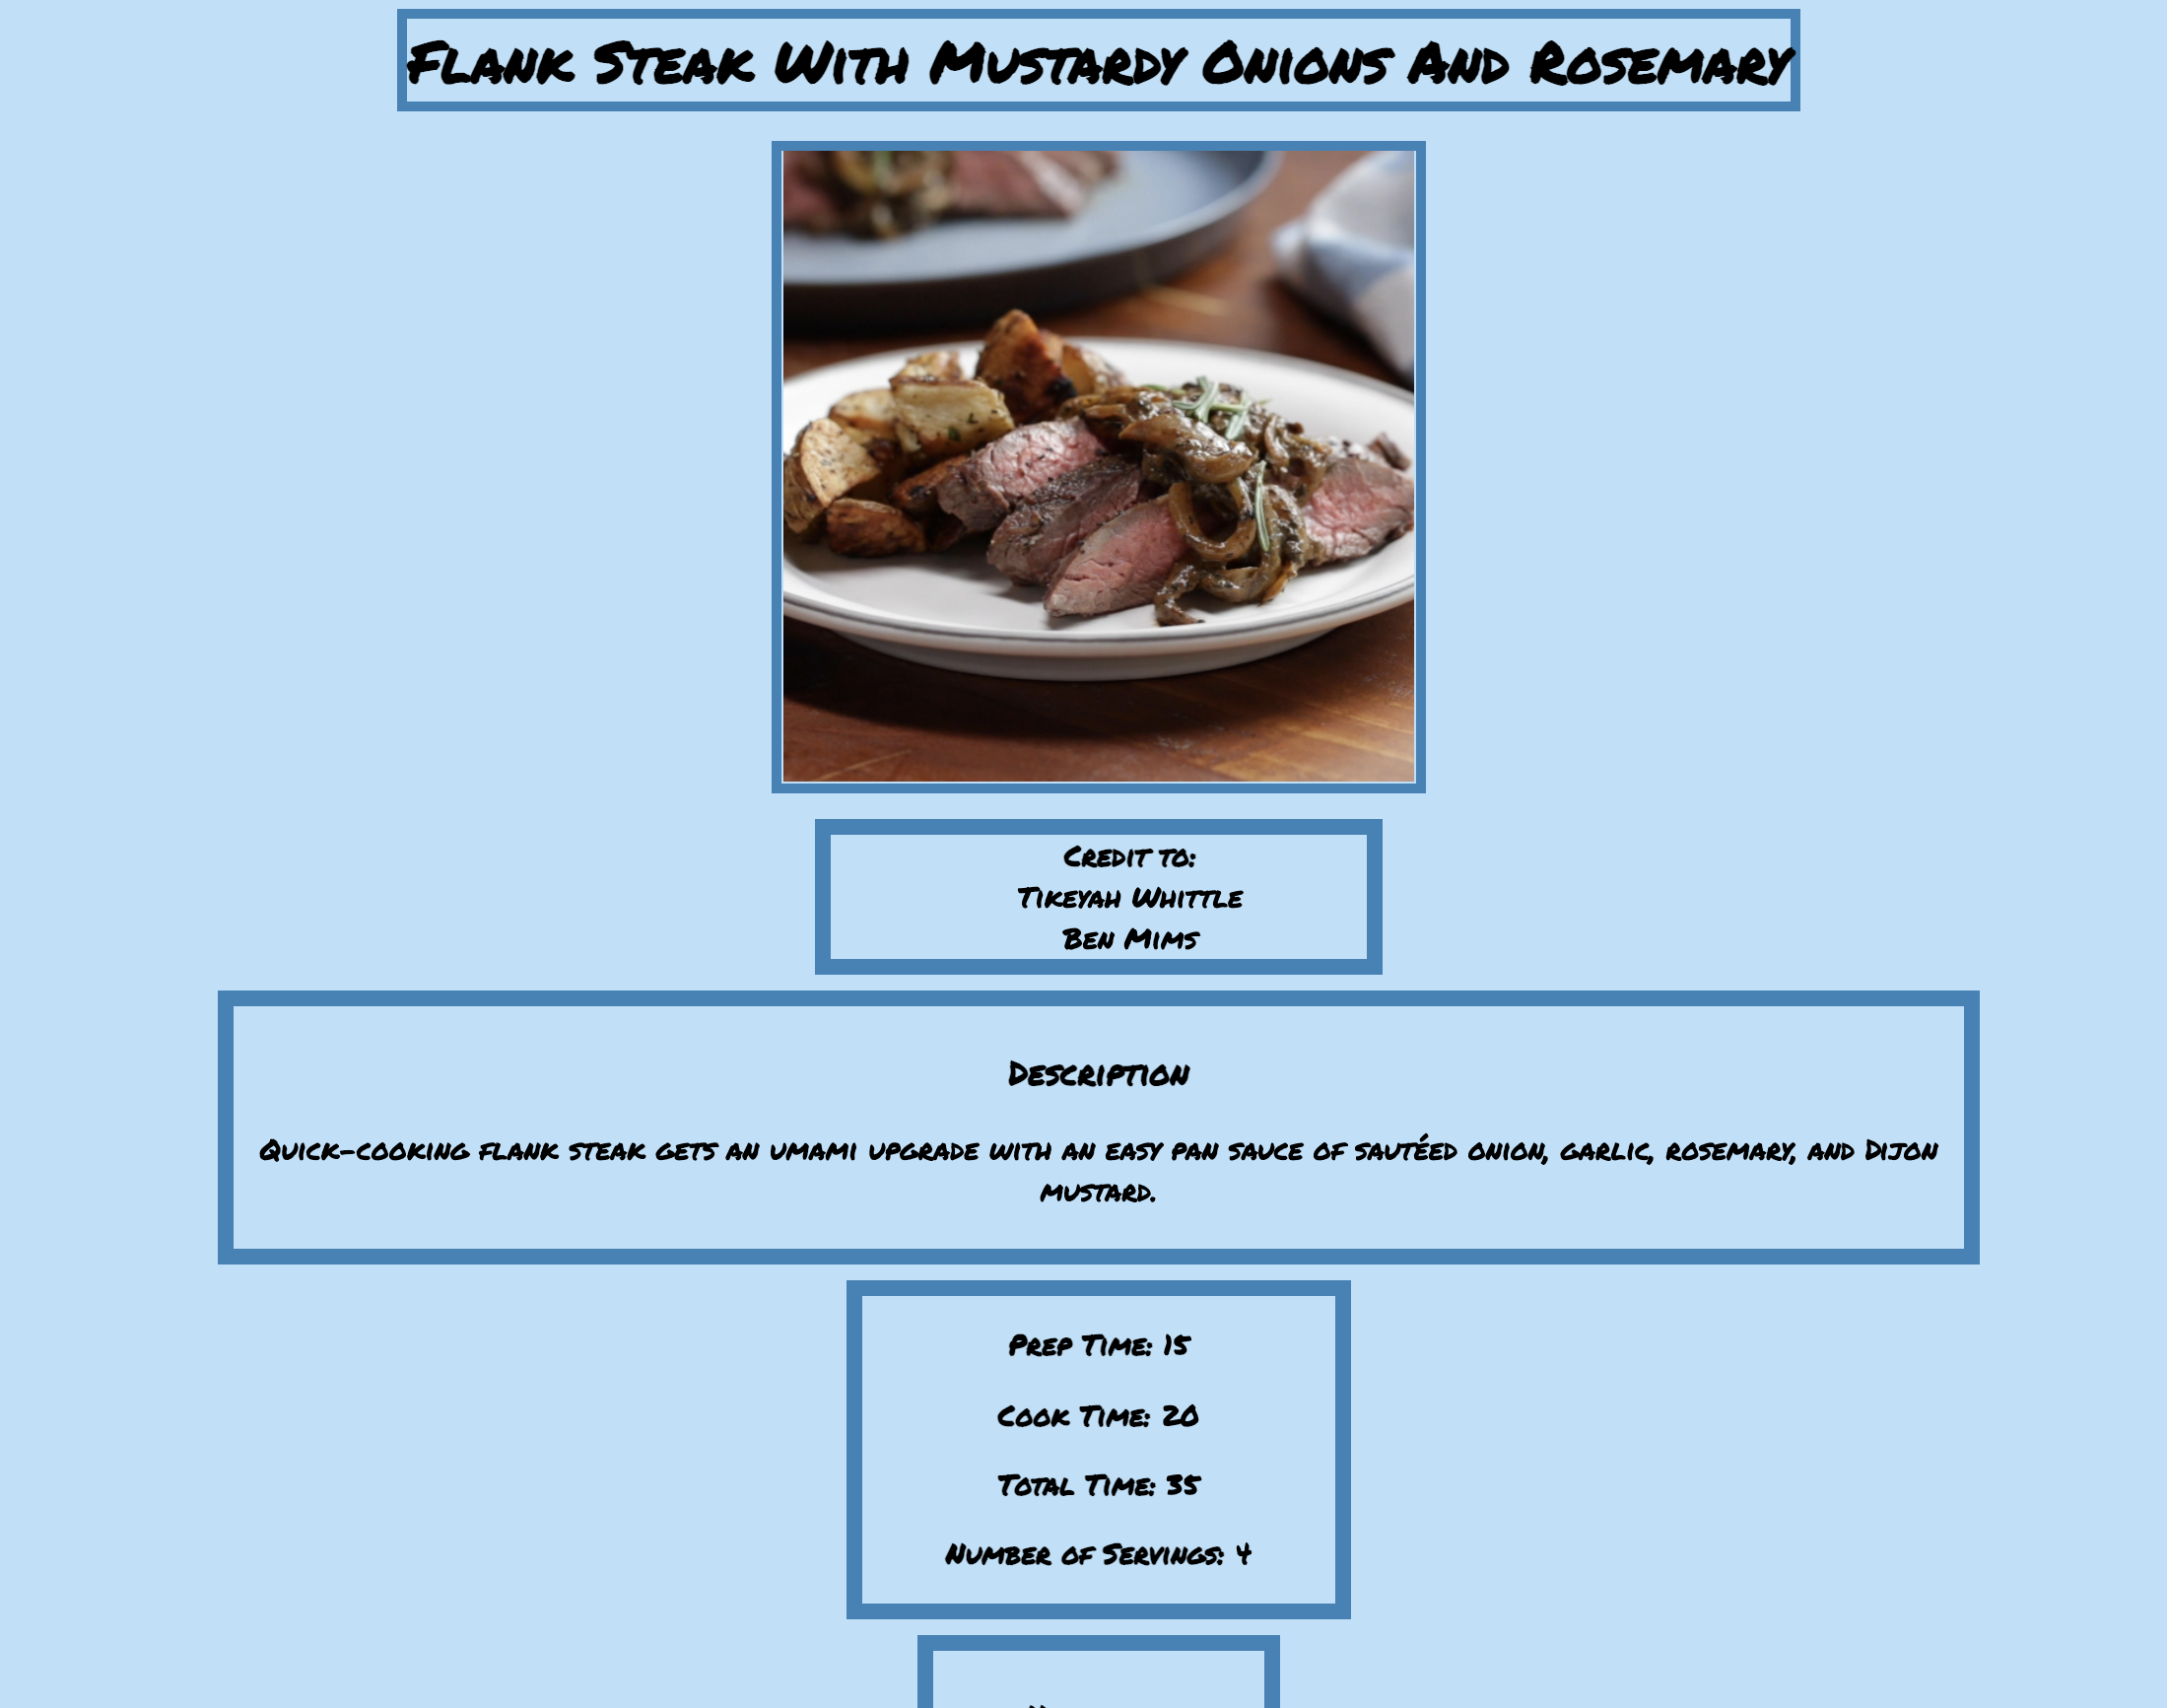 Flank Steak With Mustardy Onions And Rosemary
Credit to:
Tikeyah Whittle
Ben Mims
Description
Quick-cooking flank steak gets an umami upgrade with an easy pan sauce of sautéed onion, garlic, rosemary, and Dijon
mustard.
Prep Time: 15
Cook Time: 20
Total Time: 35
Number of Servings: 4